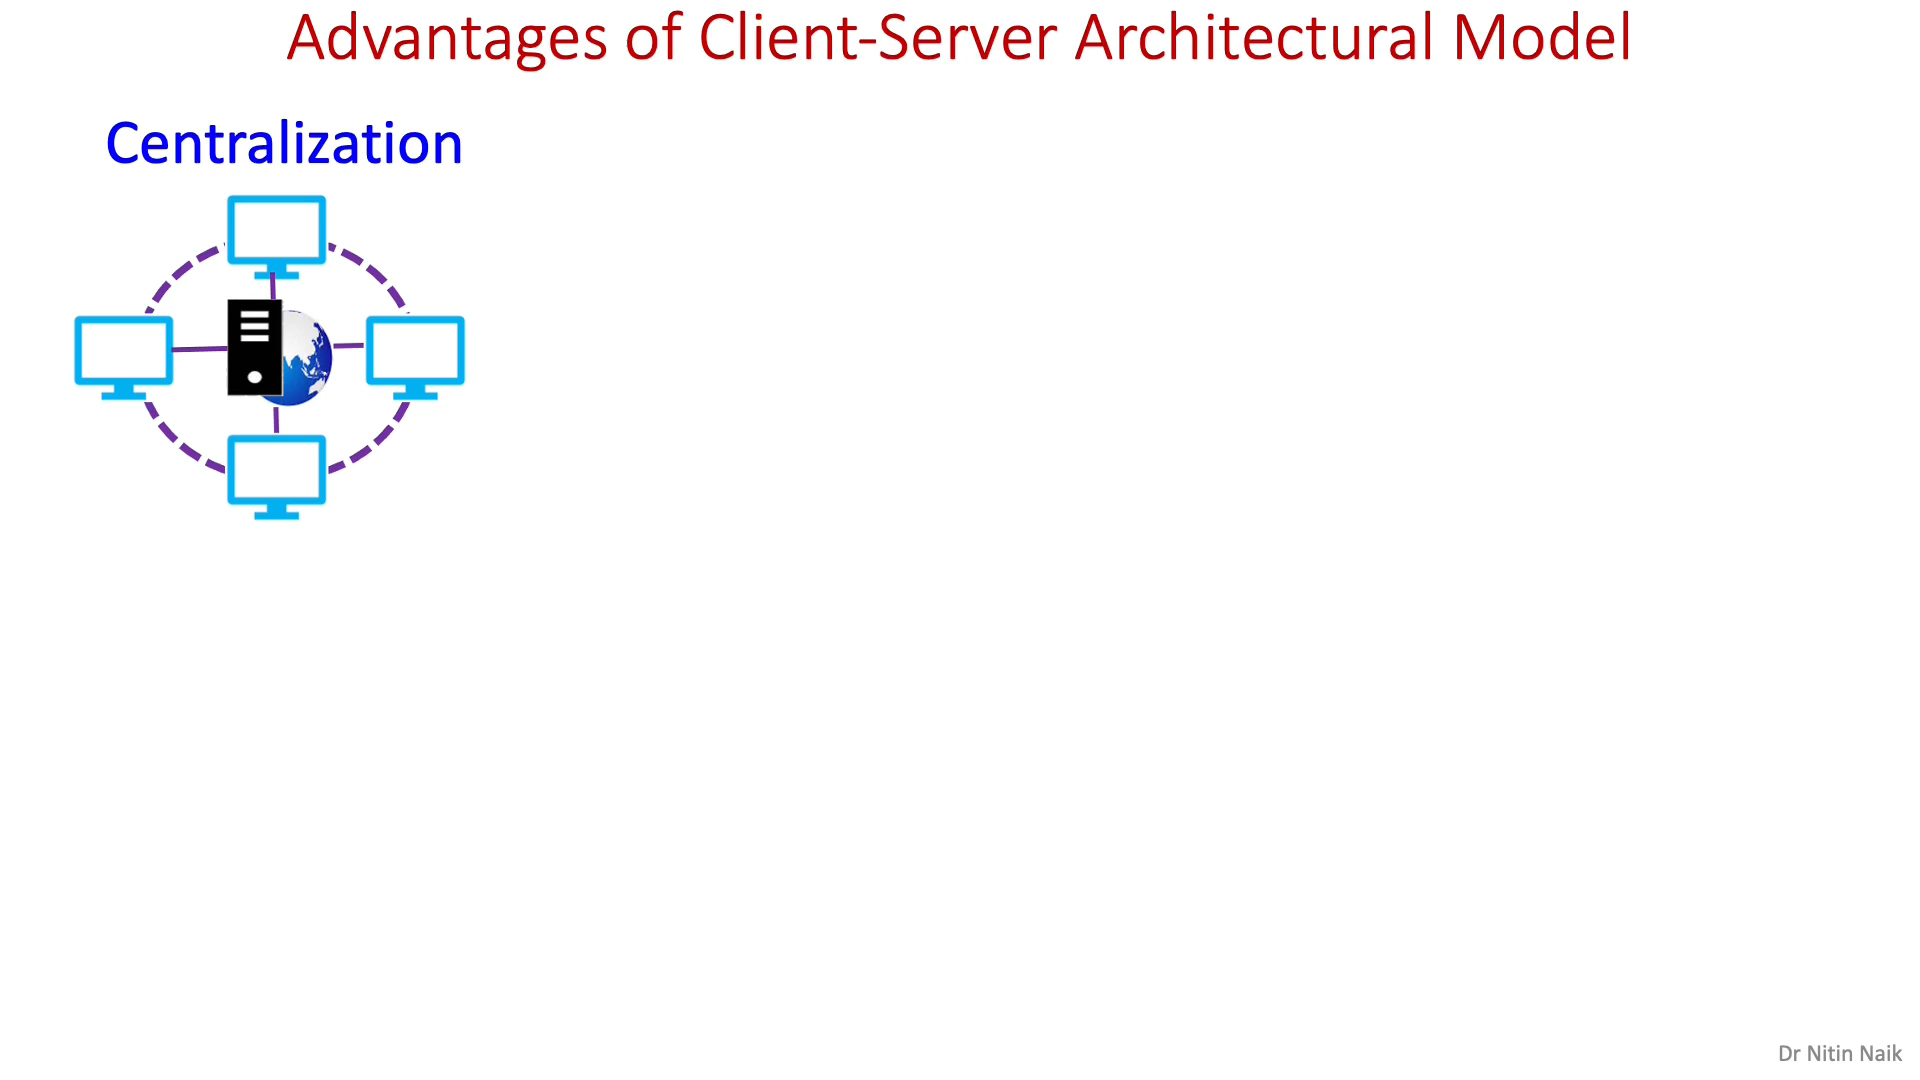 Advantages of Client-Server Architectural Model
Centralization
Dr Nitin Naik